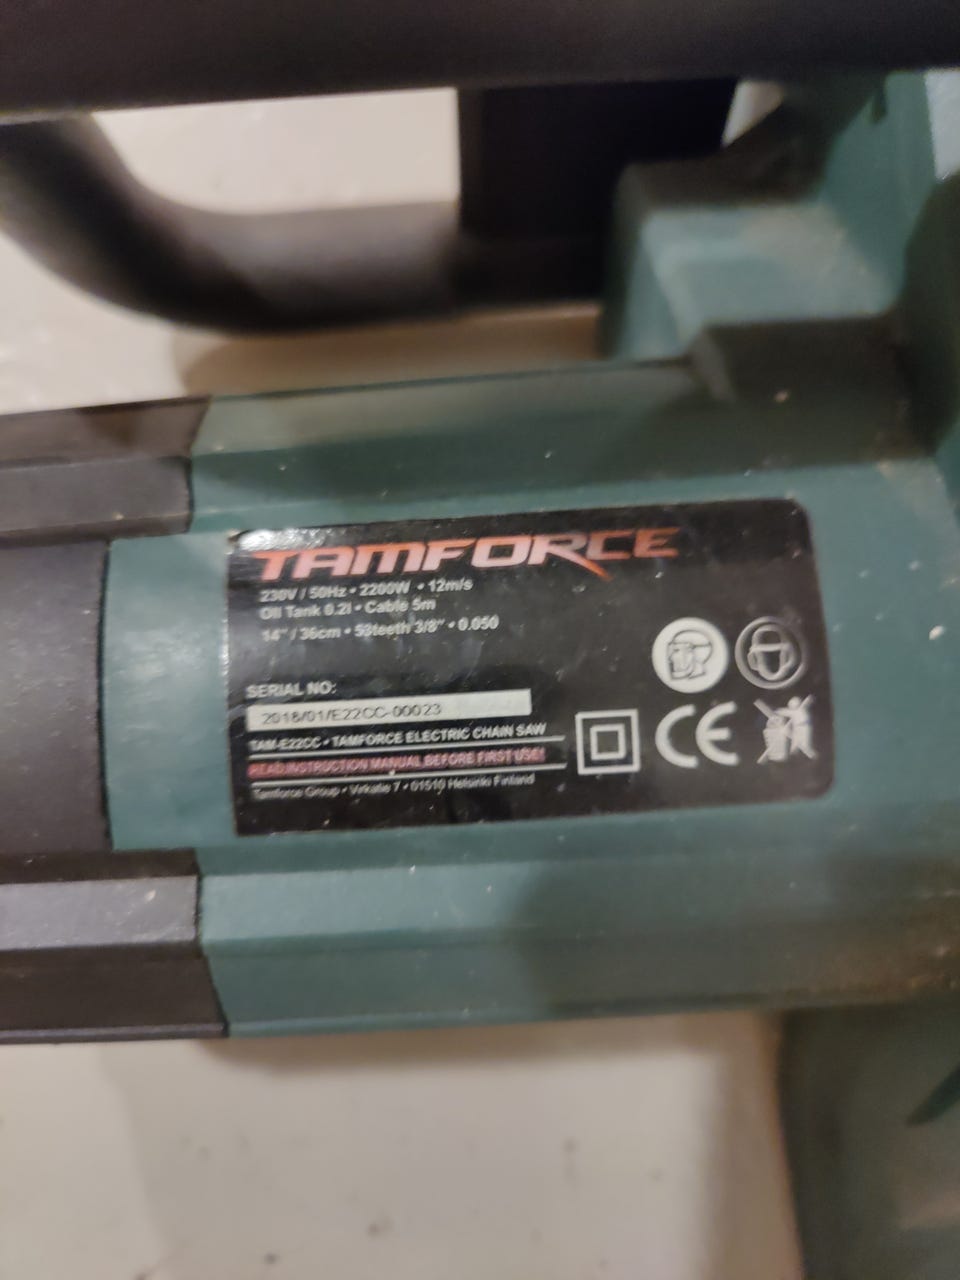 TAMFORCE
230V / 50Hz • 2200W • 12m/s
Oil Tank 0.2l • Cable 5m
14" / 36cm • 53teeth 3/8" • 0.050
SERIAL NO:
2018/01/E22CC-00023
TAM-E22CC • TAMFORCE ELECTRIC CHAIN SAW
READ INSTRUCTION MANUAL BEFORE FIRST USE!
Tamforce Group • Virkatie 7 • 01510 Helsinki Finland
CE